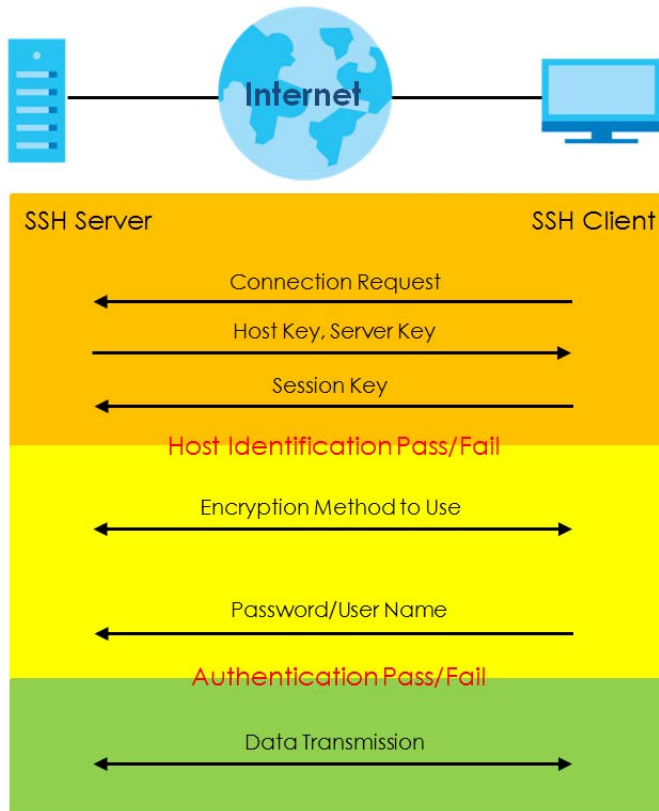 Internet
SSH Server
SSH Client
Connection Request
Host Key, Server Key
Session Key
Host Identification Pass/Fail
Encryption Method to Use
Password/User Name
Authentication Pass/Fail
Data Transmission